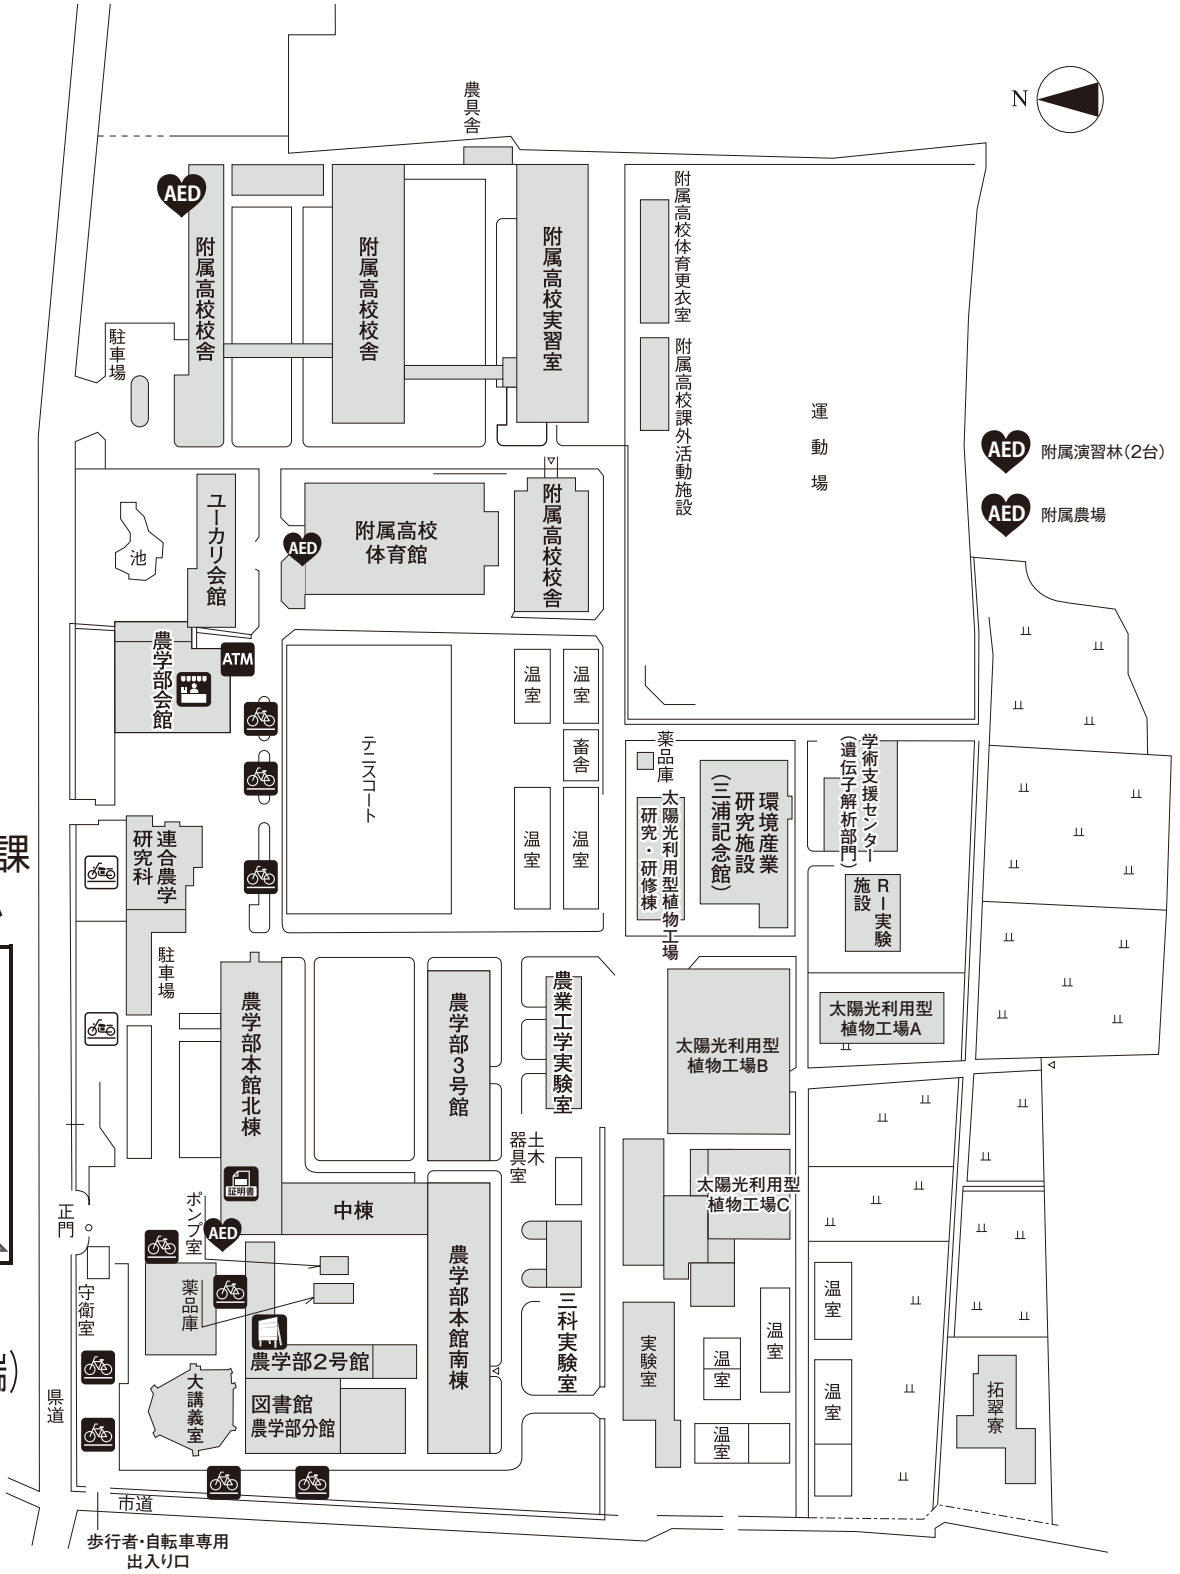 農具舎
N
AED
附属高校校舎
附属高校校舎
附属高校実習室
附属高校体育更衣室
附属高校課外活動施設
運動場
駐車場
AED
附属演習林(2台)
AED
附属農場
ユーカリ会館
池
AED
附属高校
体育館
附属高校校舎
農学部会館
ATM
テニスコート
温室
温室
畜舎
温室
温室
薬品庫
太陽光利用型植物工場
研究・研修棟
環境産業
研究施設
(三浦記念館)
学術支援センター
(遺伝子解析部門)
RI実験
施設
課
連合農学
研究科
駐車場
農学部本館北棟
農学部3号館
農業工学実験室
太陽光利用型
植物工場B
太陽光利用型
植物工場A
土木
器具室
太陽光利用型
植物工場C
証明書
中棟
ポンプ室
AED
正門
守衛室
薬品庫
農学部本館南棟
三科実験室
農学部2号館
図書館
農学部分館
大講義室
実験室
温室
温室
温室
温室
温室
拓翠寮
端)
県道
市道
歩行者・自転車専用
出入り口